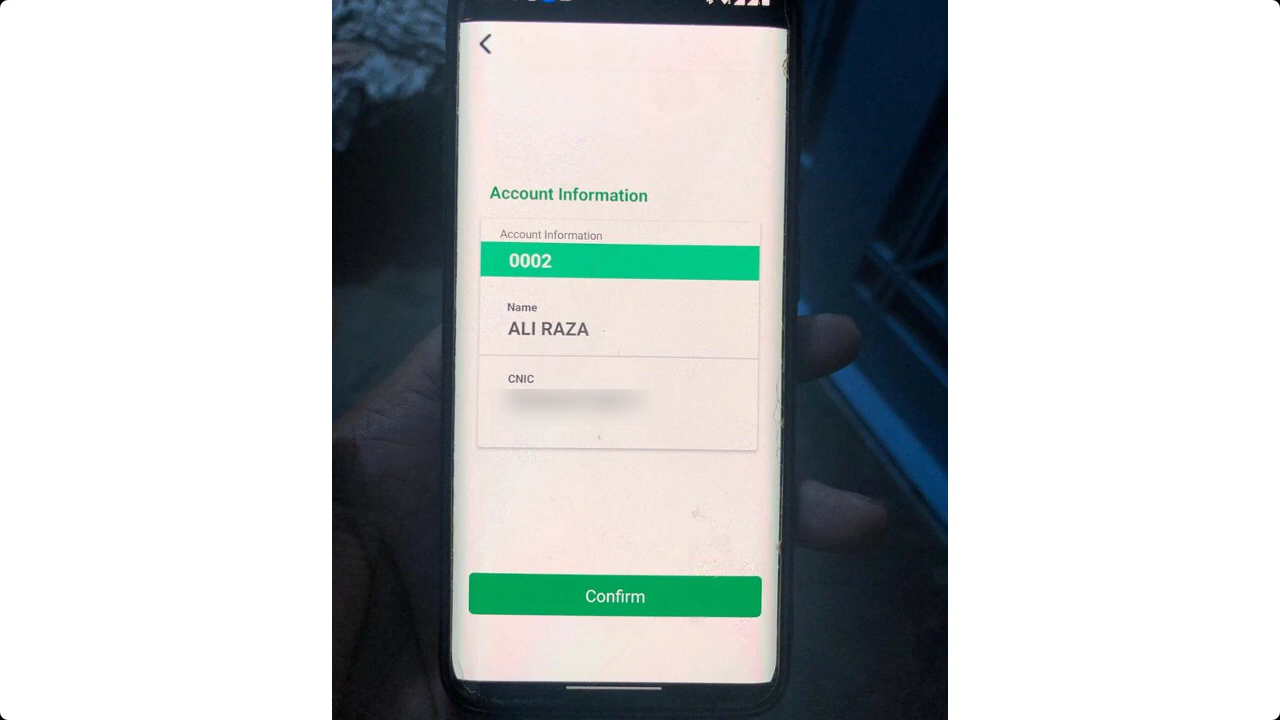 Account Information
Account Information
0002
Name
ALI RAZA
CNIC
Confirm